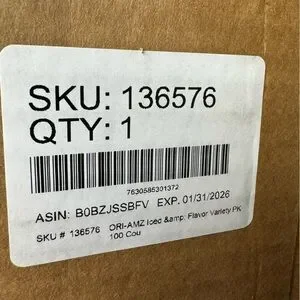 SKU: 136576
QTY: 1
7630585301372
ASIN: B0BZJSSBFV EXP. 01/31/2026
SKU # 136576 ORI-AMZ Iced &amp; Flavor Variety PK
100 Cou